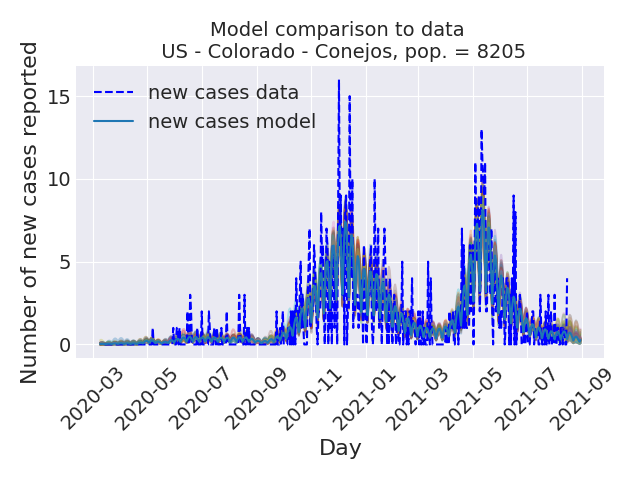 Model comparison to data
US - Colorado - Conejos, pop. = 8205
Number of new cases reported
15
10
5
0
new cases data
new cases model
2020-03
2020-05
2020-07
2020-09
2020-11
2021-01
2021-03
2021-05
2021-07
2021-09
Day